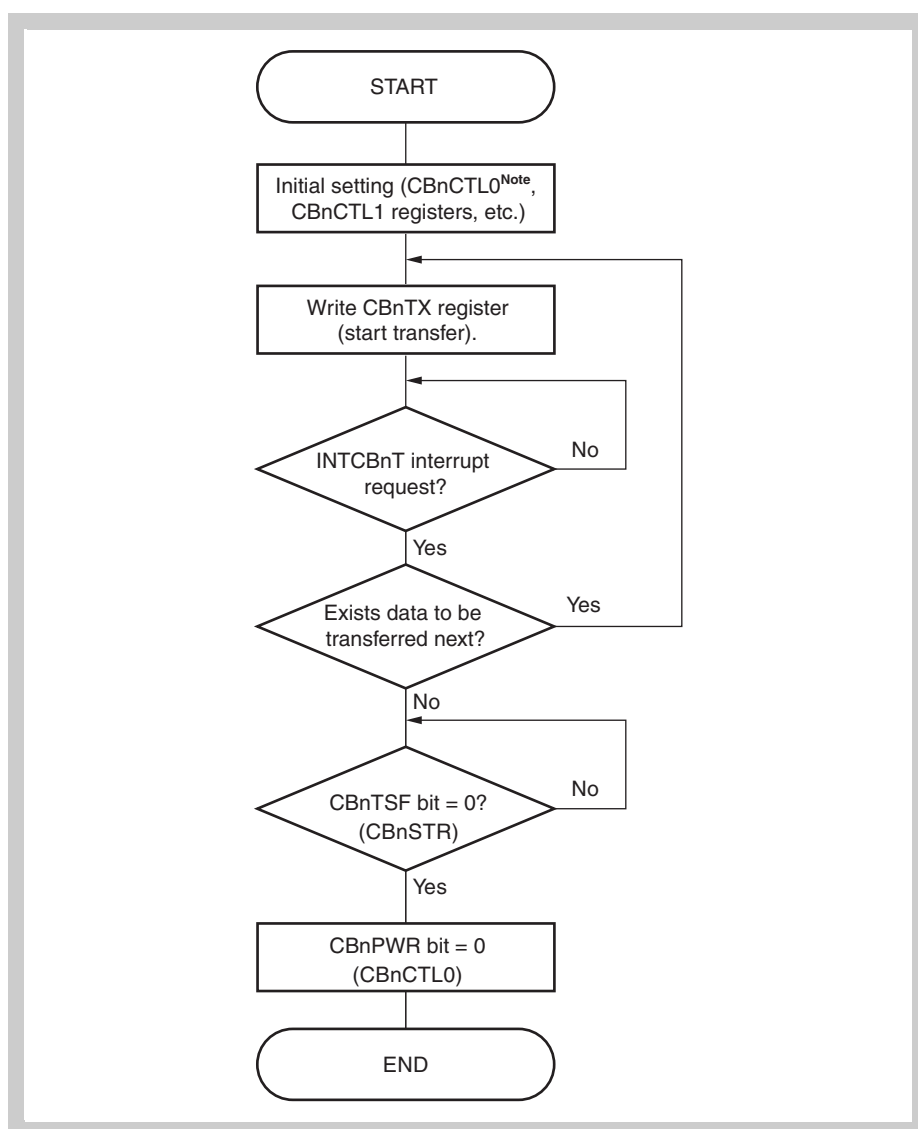 START
Initial setting (CBnCTL0Note,
CBnCTL1 registers, etc.)
Write CBnTX register
(start transfer).
INTCBnT interrupt
request?
No
Yes
Exists data to be
transferred next?
Yes
No
CBnTSF bit = 0?
(CBnSTR)
No
Yes
CBnPWR bit = 0
(CBnCTL0)
END